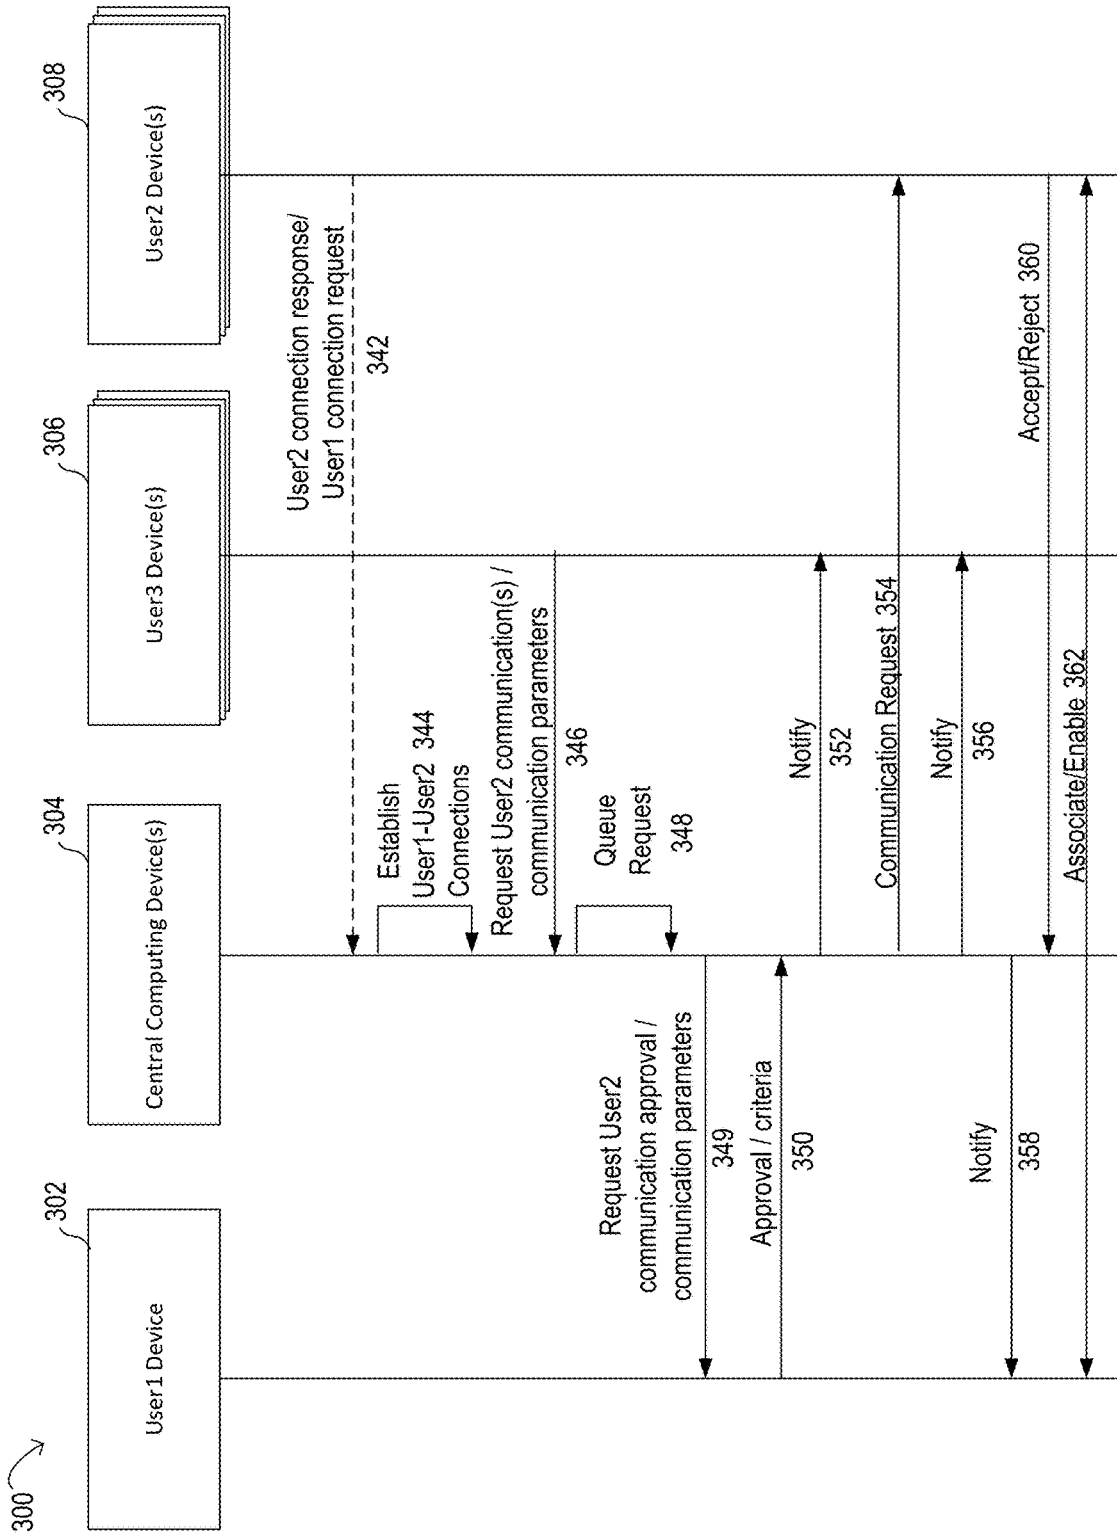 300
302
304
306
308
User1 Device
Central Computing Device(s)
User3 Device(s)
User2 Device(s)
User2 connection response/
User1 connection request
342
Establish
User1-User2 344
Connections
Request User2 communication(s) /
communication parameters
346
Queue
Request
348
Request User2
communication approval /
communication parameters
349
Approval / criteria
350
Notify
352
Communication Request 354
Notify
356
Notify
358
Accept/Reject 360
Associate/Enable 362